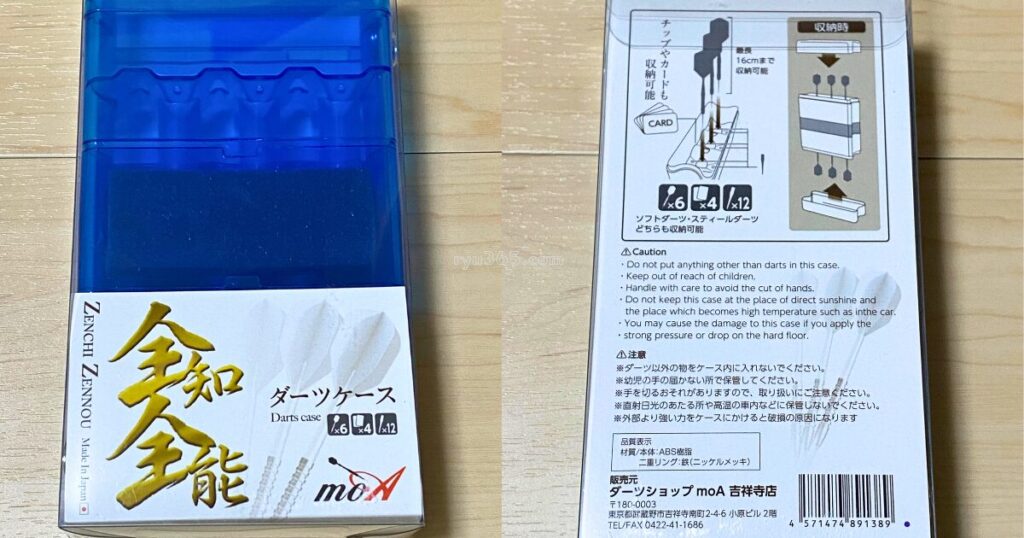 ZENCHI ZENNOU Made In Japan
全知
全能
ダーツケース
Darts case
×6 ×4 ×12
moA
チップやカードも
収納可能
最長
16cmまで
収納可能
収納時
CARD
×6 ×4 ×12
ソフトダーツ・スティールダーツ
どちらも収納可能
⚠Caution
・Do not put anything other than darts in this case.
・Keep out of reach of children.
・Handle with care to avoid the cut of hands.
・Do not keep this case at the place of direct sunshine and
the place which becomes high temperature such as inthe car.
・You may cause the damage to this case if you apply the
・strong pressure or drop on the hard floor.
⚠注意
※ダーツ以外の物をケース内に入れないでください。
※幼児の手の届かない所で保管してください。
※手を切るおそれがありますので、取り扱いにご注意ください。
※直射日光のあたる所や高温の車内などに保管しないでください。
※外部より強い力をケースにかけると破損の原因になります
品質表示
材質/本体:ABS樹脂
二重リング:鉄(ニッケルメッキ)
販売元
ダーツショップ moA 吉祥寺店
〒180-0003
東京都武蔵野市吉祥寺南町2-4-6 小原ビル 2階
TEL/FAX 0422-41-1686
4 571474 891389
ryu345.com